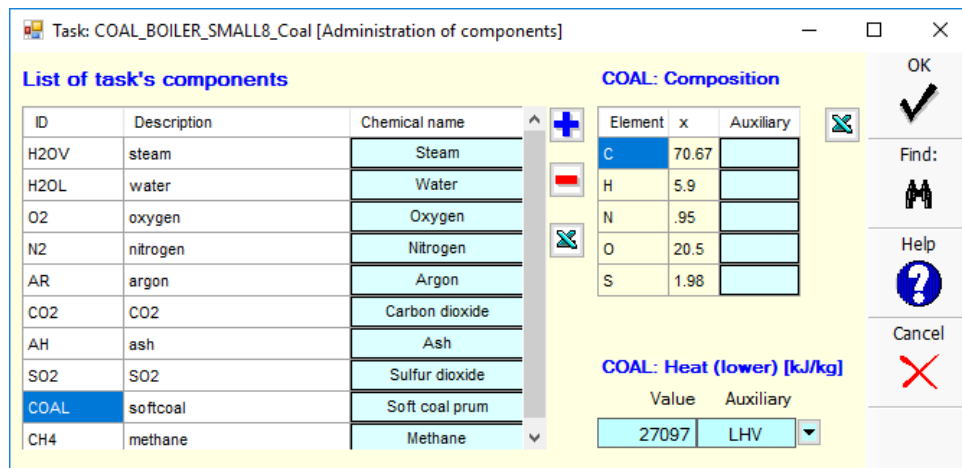 Task: COAL_BOILER_SMALL8_Coal [Administration of components]
List of task's components
ID Description Chemical name
H2OV steam Steam
H2OL water Water
O2 oxygen Oxygen
N2 nitrogen Nitrogen
AR argon Argon
CO2 CO2 Carbon dioxide
AH ash Ash
SO2 SO2 Sulfur dioxide
COAL softcoal Soft coal prum
CH4 methane Methane
COAL: Composition
Element x Auxiliary
C 70.67
H 5.9
N .95
O 20.5
S 1.98
COAL: Heat (lower) [kJ/kg]
Value Auxiliary
27097 LHV
OK
Find:
Help
Cancel